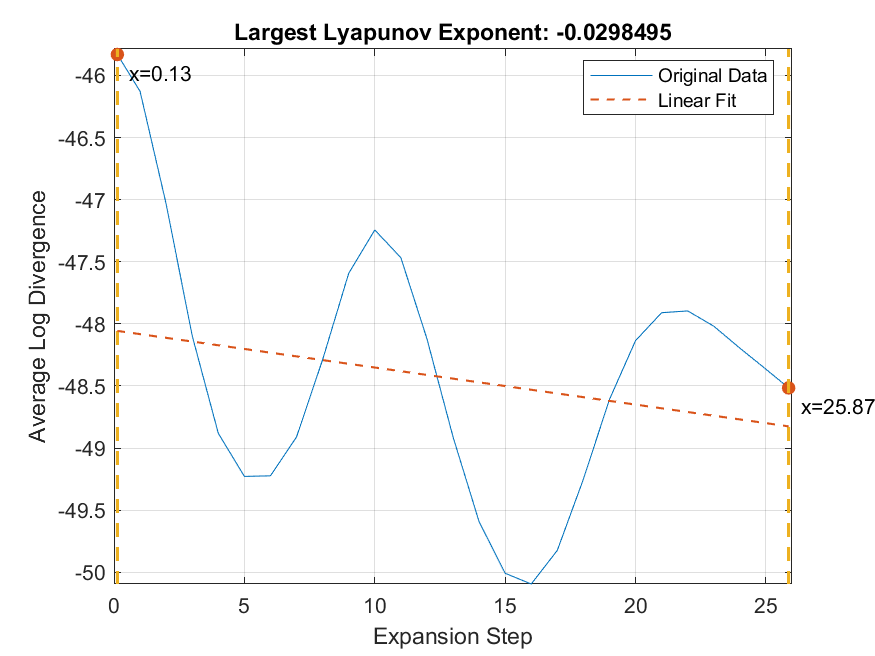 Largest Lyapunov Exponent: -0.0298495
Original Data
Linear Fit
x=0.13
x=25.87
Average Log Divergence
-46
-46.5
-47
-47.5
-48
-48.5
-49
-49.5
-50
0 5 10 15 20 25
Expansion Step